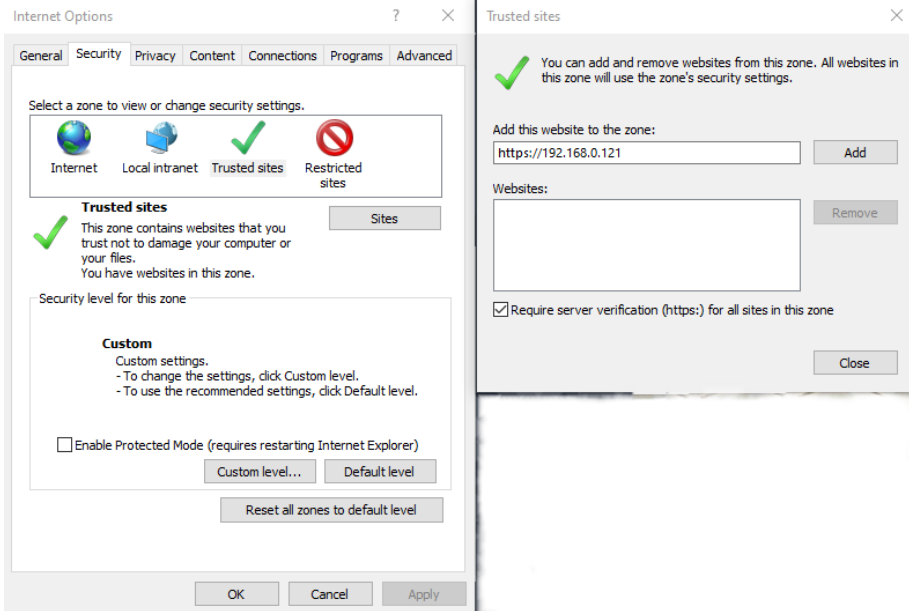 Internet Options
?
General Security Privacy Content Connections Programs Advanced
Select a zone to view or change security settings.
Internet
Local intranet
Trusted sites
Restricted
sites
Trusted sites
This zone contains websites that you
trust not to damage your computer or
your files.
You have websites in this zone.
Sites
Security level for this zone
Custom
Custom settings.
- To change the settings, click Custom level.
- To use the recommended settings, click Default level.
Enable Protected Mode (requires restarting Internet Explorer)
Custom level...
Default level
Reset all zones to default level
OK
Cancel
Apply
Trusted sites
You can add and remove websites from this zone. All websites in
this zone will use the zone's security settings.
Add this website to the zone:
https://192.168.0.121
Add
Websites:
Remove
Require server verification (https:) for all sites in this zone
Close